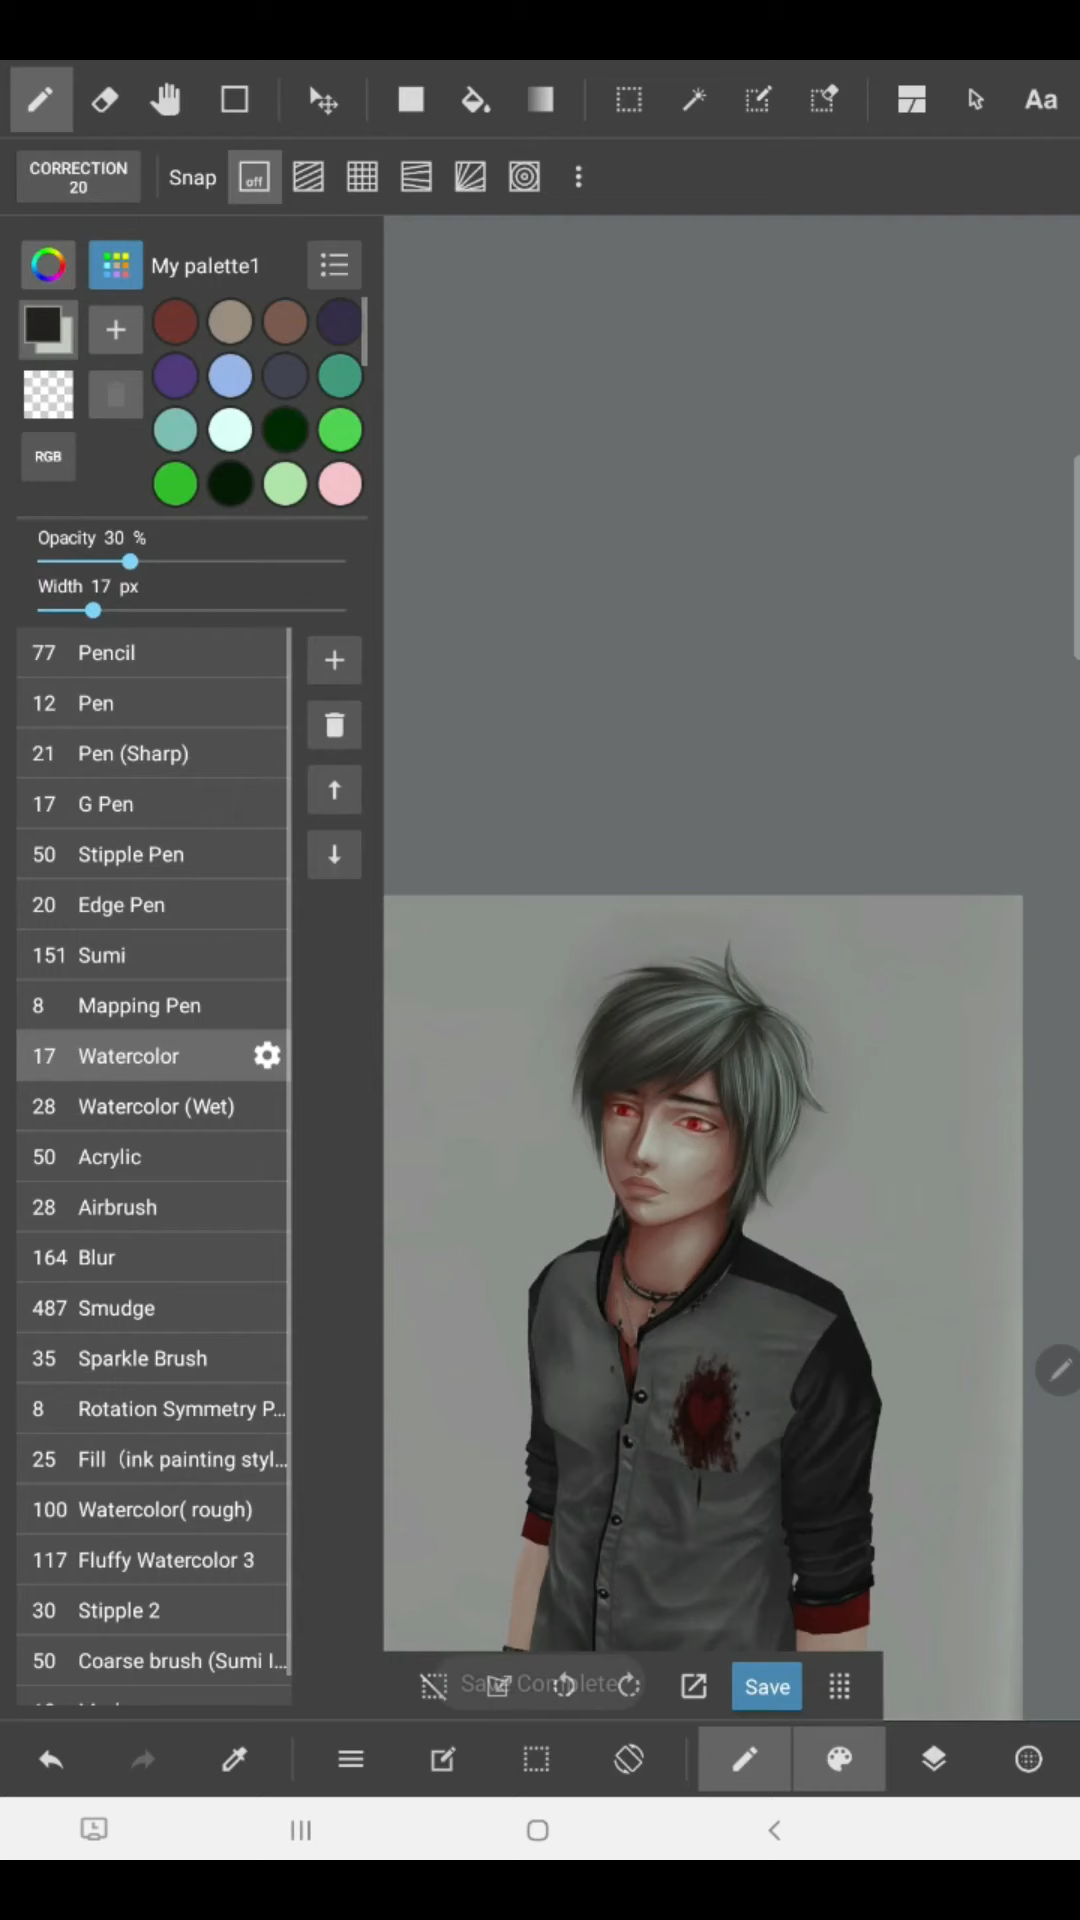 Aa
CORRECTION
20
Snap
off
My palette1
RGB
Opacity 30 %
Width 17 px
77 Pencil
12 Pen
21 Pen (Sharp)
17 G Pen
50 Stipple Pen
20 Edge Pen
151 Sumi
8 Mapping Pen
17 Watercolor
28 Watercolor (Wet)
50 Acrylic
28 Airbrush
164 Blur
487 Smudge
35 Sparkle Brush
8 Rotation Symmetry P...
25 Fill（ink painting styl...
100 Watercolor( rough)
117 Fluffy Watercolor 3
30 Stipple 2
50 Coarse brush (Sumi I...
Save Complete
Save